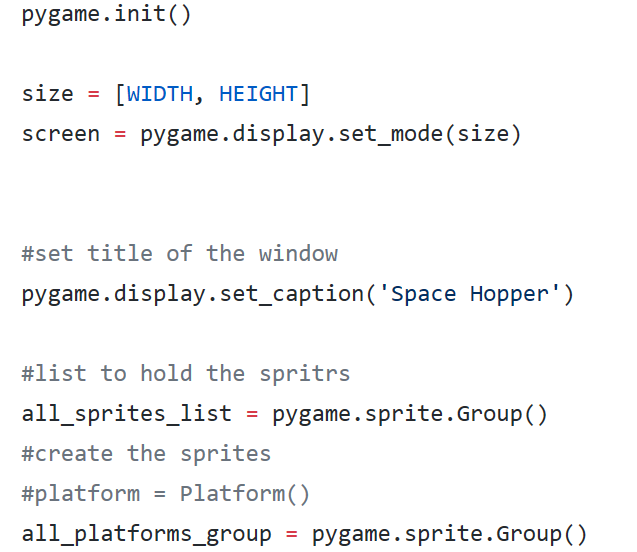 pygame.init()
size = [WIDTH, HEIGHT]
screen = pygame.display.set_mode(size)
#set title of the window
pygame.display.set_caption('Space Hopper')
#list to hold the spritrs
all_sprites_list = pygame.sprite.Group()
#create the sprites
#platform = Platform()
all_platforms_group = pygame.sprite.Group()